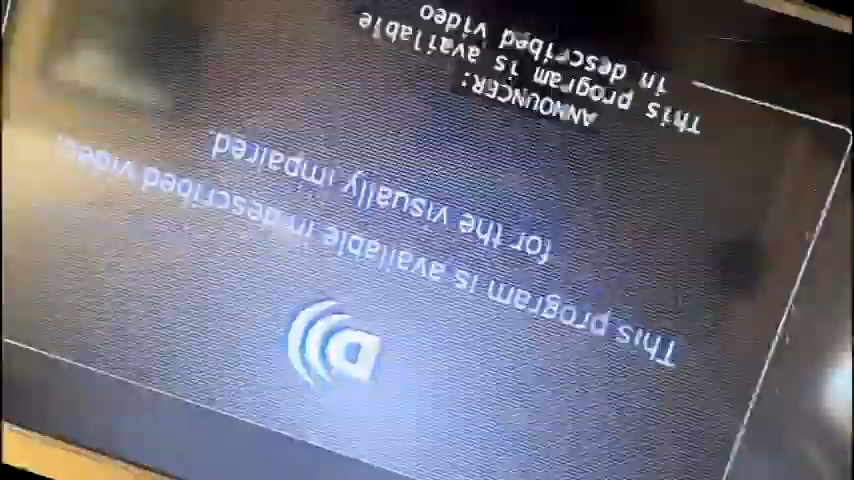 D
This program is available in described video
for the visually impaired.
ANNOUNCER:
This program is available
in described video